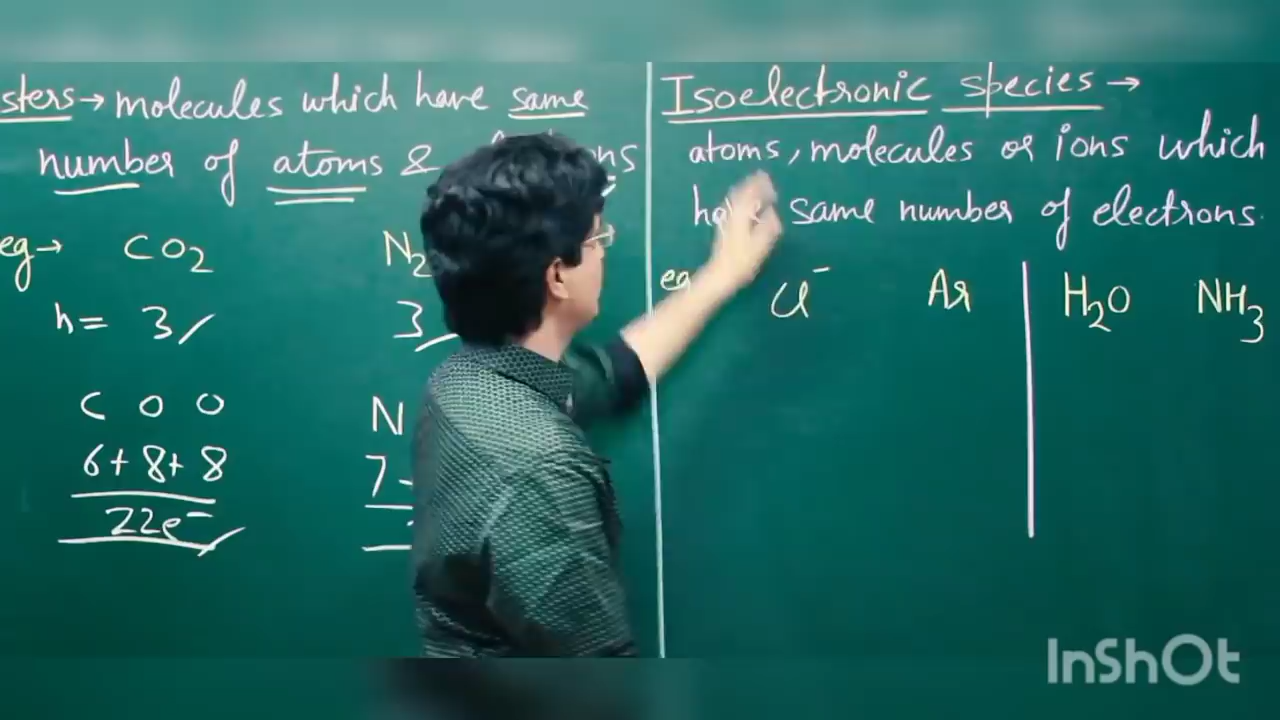 sters → molecules which have same
number of atoms &
eg → CO2 N2
n = 3 3
C O O N
6+ 8+ 8 7
22e⁻
Isoelectronic species →
atoms, molecules or ions which
same number of electrons.
eg Cl⁻ Ar H2O NH3
InShOt